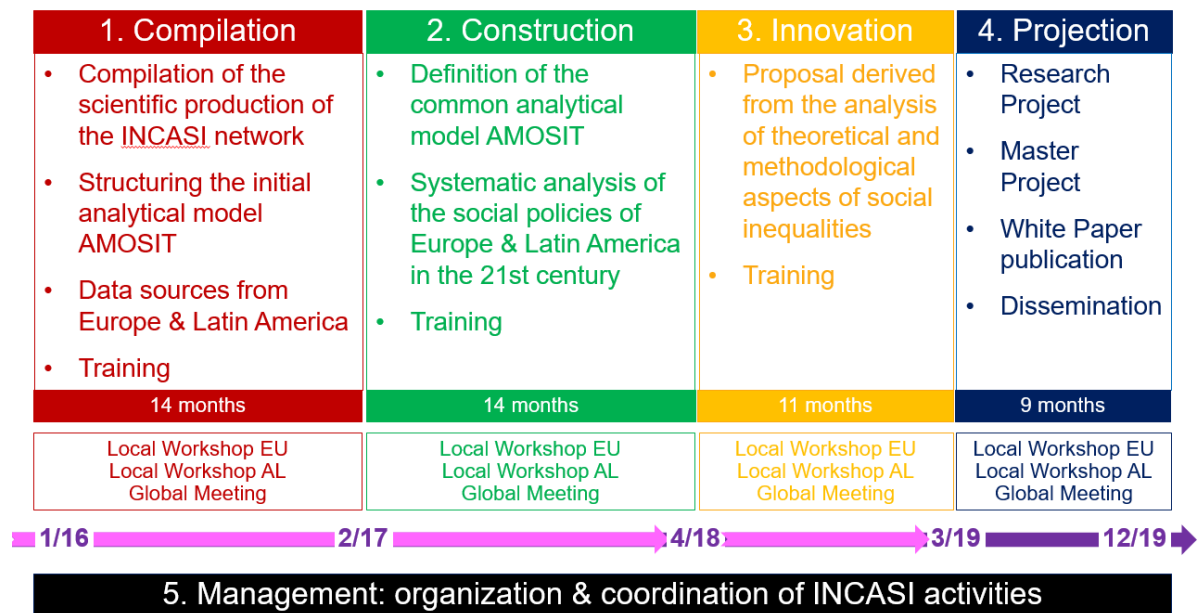 1. Compilation
• Compilation of the
scientific production of
the INCASI network
• Structuring the initial
analytical model
AMOSIT
• Data sources from
Europe & Latin America
• Training
14 months
Local Workshop EU
Local Workshop AL
Global Meeting
2. Construction
• Definition of the
common analytical
model AMOSIT
• Systematic analysis of
the social policies of
Europe & Latin America
in the 21st century
• Training
14 months
Local Workshop EU
Local Workshop AL
Global Meeting
3. Innovation
• Proposal derived
from the analysis
of theoretical and
methodological
aspects of social
inequalities
• Training
11 months
Local Workshop EU
Local Workshop AL
Global Meeting
4. Projection
• Research
Project
• Master
Project
• White Paper
publication
• Dissemination
9 months
Local Workshop EU
Local Workshop AL
Global Meeting
1/16 2/17 4/18 3/19 12/19
5. Management: organization & coordination of INCASI activities